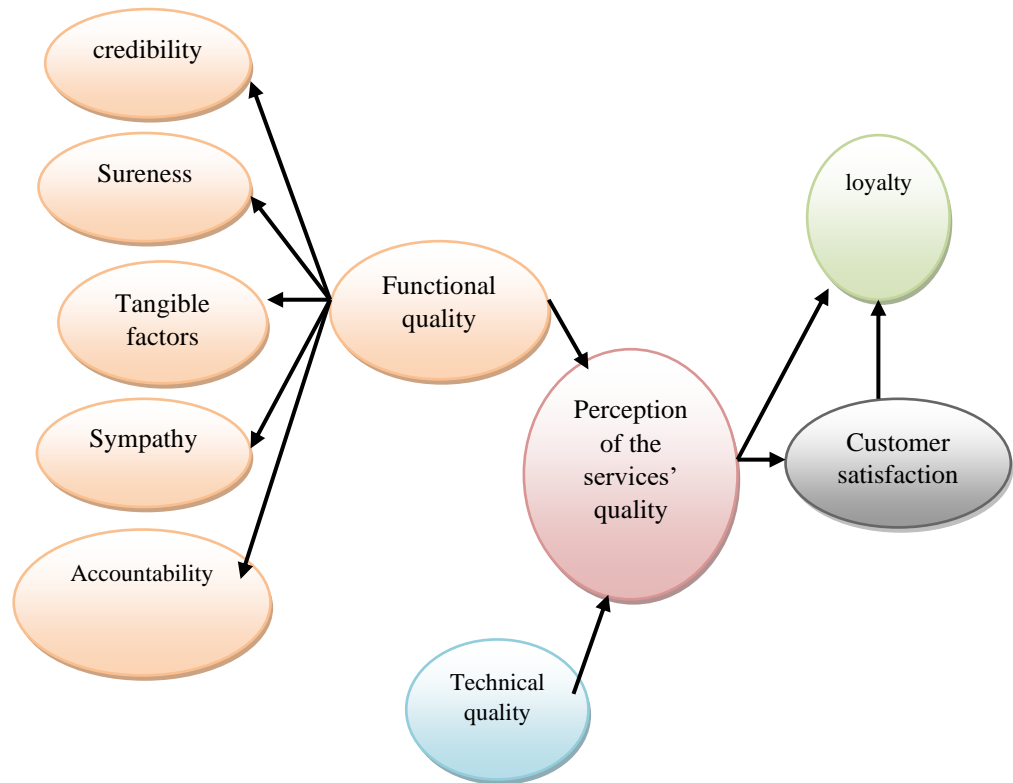 credibility
Sureness
Tangible
factors
Sympathy
Accountability
Functional
quality
Perception
of the
services’
quality
Technical
quality
loyalty
Customer
satisfaction